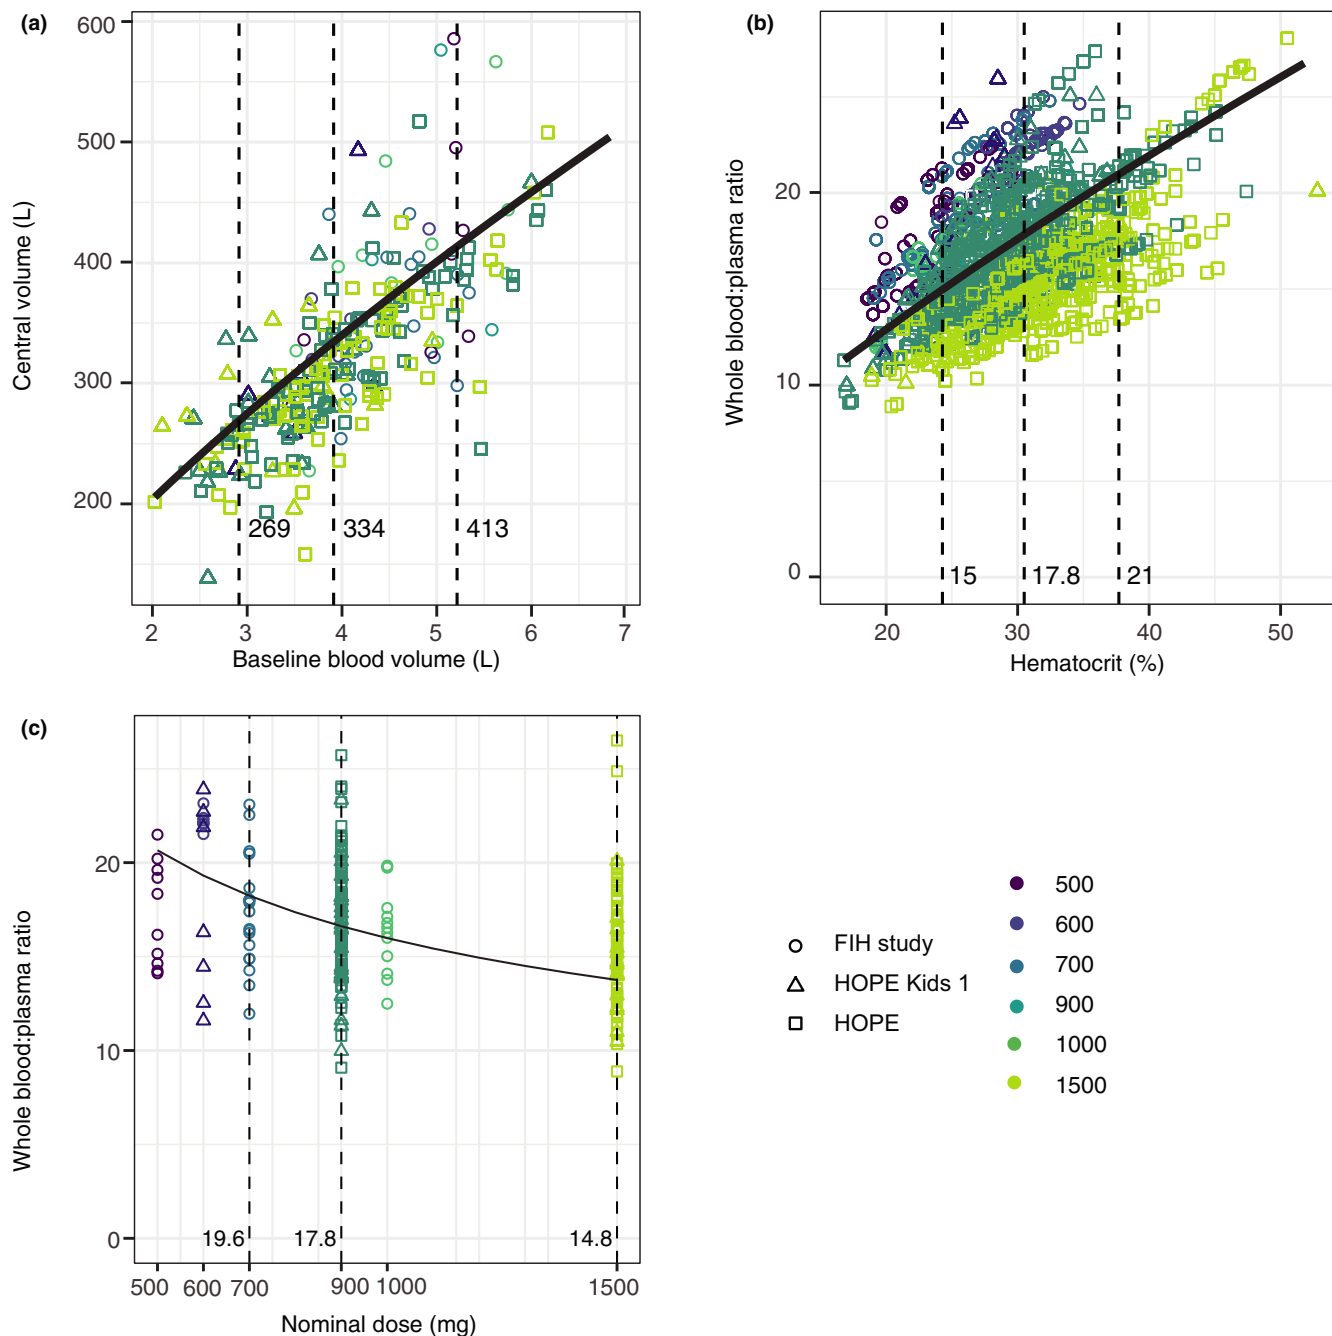 (a)
600
500
400
300
200
Central volume (L)
269
334
413
2 3 4 5 6 7
Baseline blood volume (L)
(b)
20
10
0
Whole blood:plasma ratio
15
17.8
21
20 30 40 50
Hematocrit (%)
(c)
20
10
0
Whole blood:plasma ratio
19.6
17.8
14.8
500 600 700 900 1000 1500
Nominal dose (mg)
FIH study
HOPE Kids 1
HOPE
500
600
700
900
1000
1500